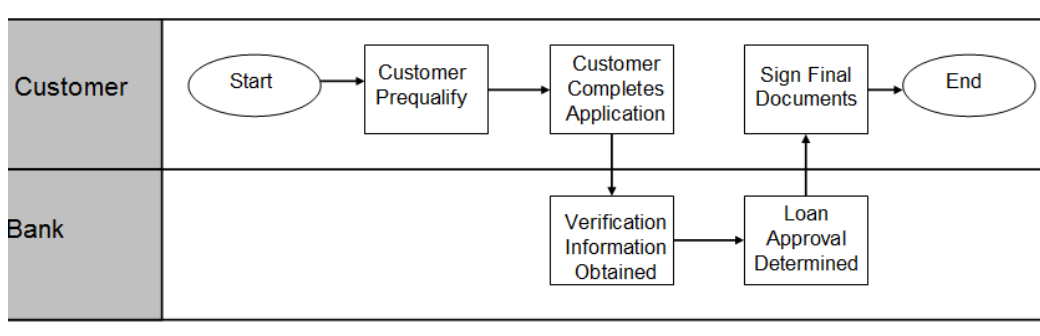 Customer
Start
Customer
Prequalify
Customer
Completes
Application
Sign Final
Documents
End
Bank
Verification
Information
Obtained
Loan
Approval
Determined